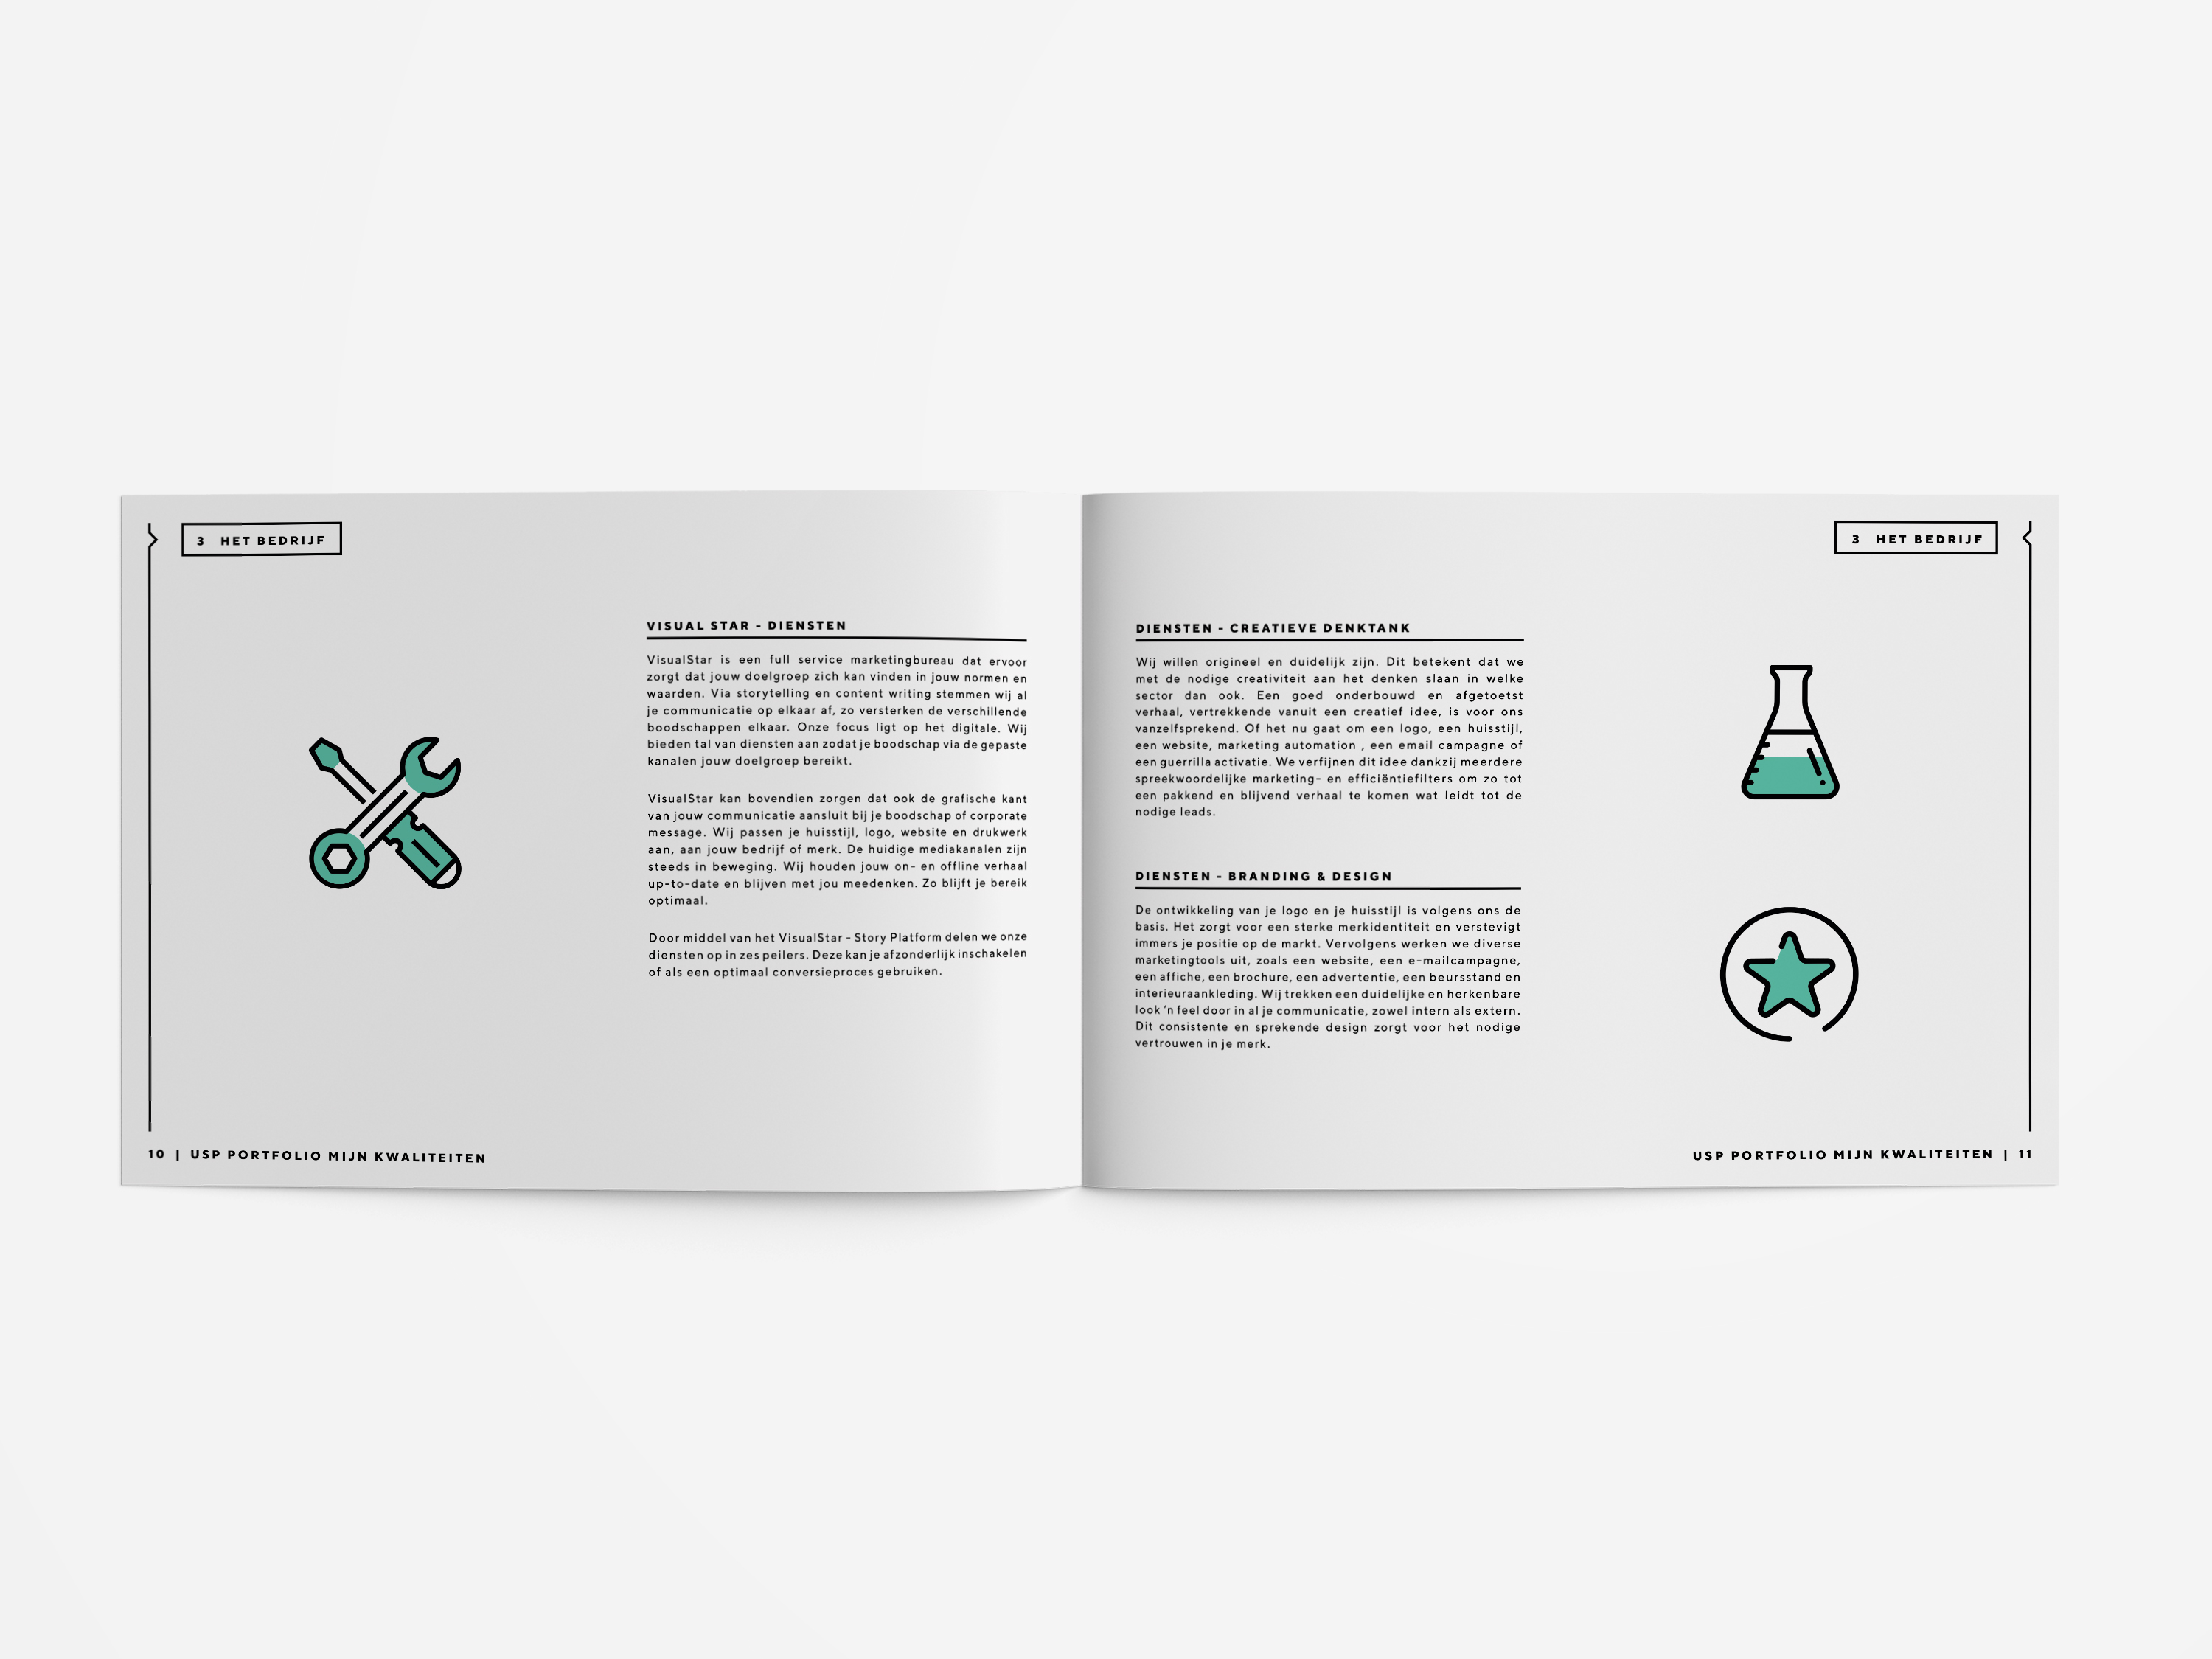 3 HET BEDRIJF
VISUAL STAR - DIENSTEN
VisualStar is een full service marketingbureau dat ervoor
zorgt dat jouw doelgroep zich kan vinden in jouw normen en
waarden. Via storytelling en content writing stemmen wij al
je communicatie op elkaar af, zo versterken de verschillende
boodschappen elkaar. Onze focus ligt op het digitale. Wij
bieden tal van diensten aan zodat je boodschap via de gepaste
kanalen jouw doelgroep bereikt.
VisualStar kan bovendien zorgen dat ook de grafische kant
van jouw communicatie aansluit bij je boodschap of corporate
message. Wij passen je huisstijl, logo, website en drukwerk
aan, aan jouw bedrijf of merk. De huidige mediakanalen zijn
steeds in beweging. Wij houden jouw on- en offline verhaal
up-to-date en blijven met jou meedenken. Zo blijft je bereik
optimaal.
Door middel van het VisualStar - Story Platform delen we onze
diensten op in zes peilers. Deze kan je afzonderlijk inschakelen
of als een optimaal conversieproces gebruiken.
10 | USP PORTFOLIO MIJN KWALITEITEN
3 HET BEDRIJF
DIENSTEN - CREATIEVE DENKTANK
Wij willen origineel en duidelijk zijn. Dit betekent dat we
met de nodige creativiteit aan het denken slaan in welke
sector dan ook. Een goed onderbouwd en afgetoetst
verhaal, vertrekkende vanuit een creatief idee, is voor ons
vanzelfsprekend. Of het nu gaat om een logo, een huisstijl,
een website, marketing automation , een email campagne of
een guerrilla activatie. We verfijnen dit idee dankzij meerdere
spreekwoordelijke marketing- en efficiëntiefilters om zo tot
een pakkend en blijvend verhaal te komen wat leidt tot de
nodige leads.
DIENSTEN - BRANDING & DESIGN
De ontwikkeling van je logo en je huisstijl is volgens ons de
basis. Het zorgt voor een sterke merkidentiteit en verstevigt
immers je positie op de markt. Vervolgens werken we diverse
marketingtools uit, zoals een website, een e-mailcampagne,
een affiche, een brochure, een advertentie, een beursstand en
interieuraankleding. Wij trekken een duidelijke en herkenbare
look 'n feel door in al je communicatie, zowel intern als extern.
Dit consistente en sprekende design zorgt voor het nodige
vertrouwen in je merk.
USP PORTFOLIO MIJN KWALITEITEN | 11